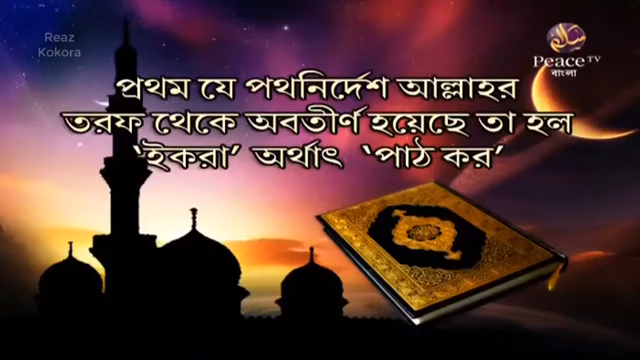 Reaz
Kokora
Peace TV
বাংলা
প্রথম যে পথনির্দেশ আল্লাহর
তরফ থেকে অবতীর্ণ হয়েছে তা হল
‘ইকরা’ অর্থাৎ ‘পাঠ কর’